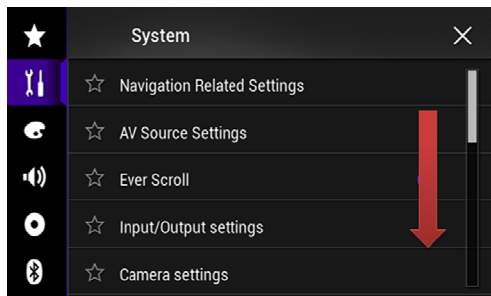 System
Navigation Related Settings
AV Source Settings
Ever Scroll
Input/Output settings
Camera settings